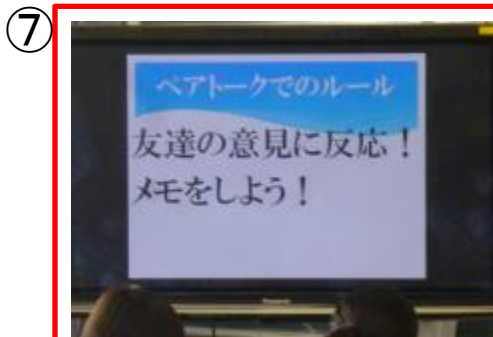 ⑦
ペアトークでのルール
友達の意見に反応！
メモをしよう！